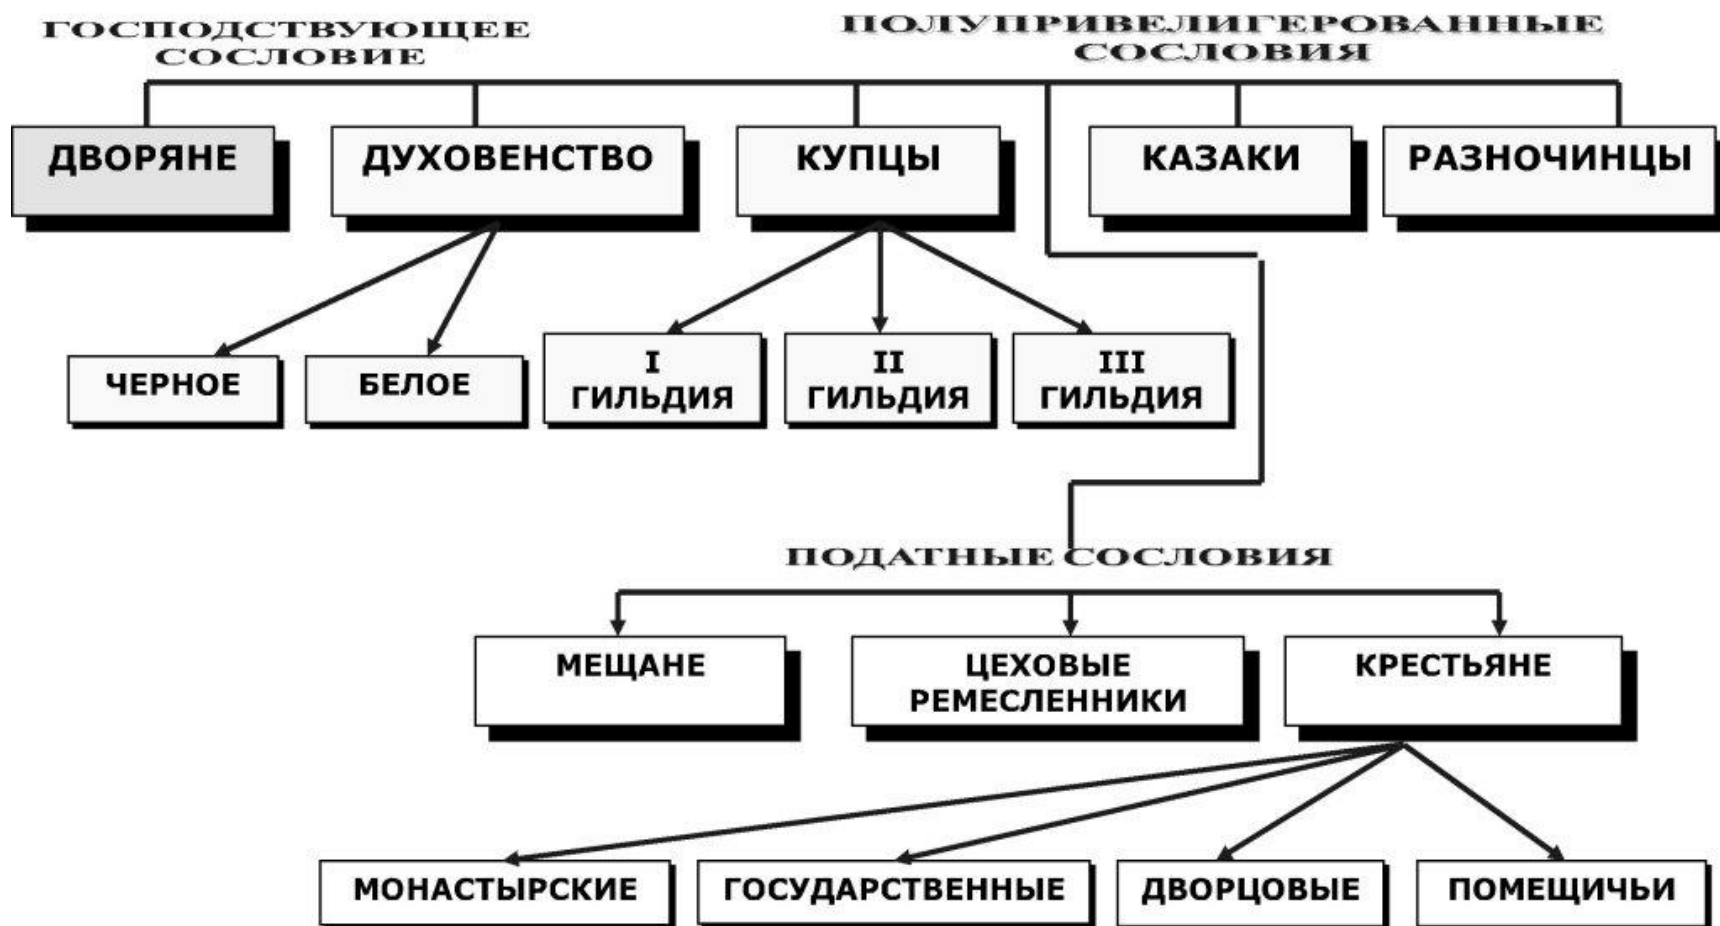 ГОСПОДСТВУЮЩЕЕ
СОСЛОВИЕ
ПОЛУПРИВЕЛИГЕРОВАННЫЕ
СОСЛОВИЯ
ДВОРЯНЕ
ДУХОВЕНСТВО
КУПЦЫ
КАЗАКИ
РАЗНОЧИНЦЫ
ЧЕРНОЕ
БЕЛОЕ
I
ГИЛЬДИЯ
II
ГИЛЬДИЯ
III
ГИЛЬДИЯ
ПОДАТНЫЕ СОСЛОВИЯ
МЕЩАНЕ
ЦЕХОВЫЕ
РЕМЕСЛЕННИКИ
КРЕСТЬЯНЕ
МОНАСТЫРСКИЕ
ГОСУДАРСТВЕННЫЕ
ДВОРЦОВЫЕ
ПОМЕЩИЧЬИ